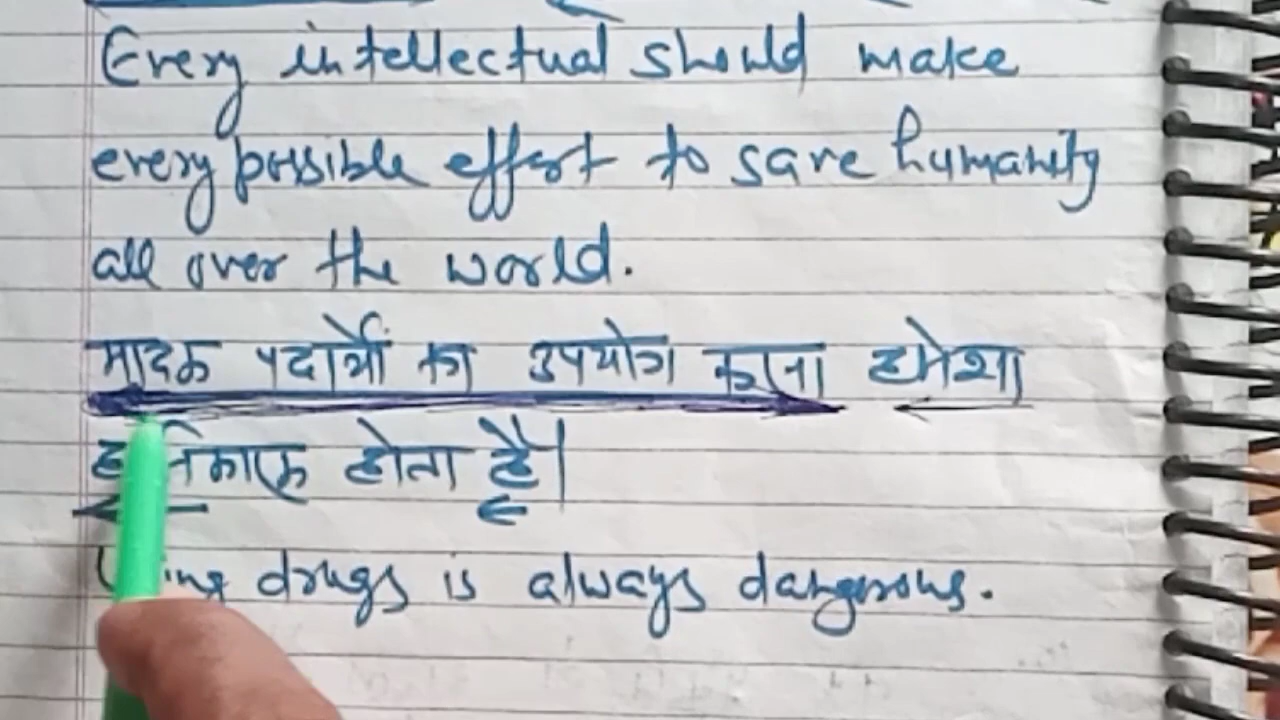 Every intellectual should make
every possible effort to save humanity
all over the world.
मादक पदार्थों का उपयोग करना हमेशा
होता है।
drugs is always dangerous.